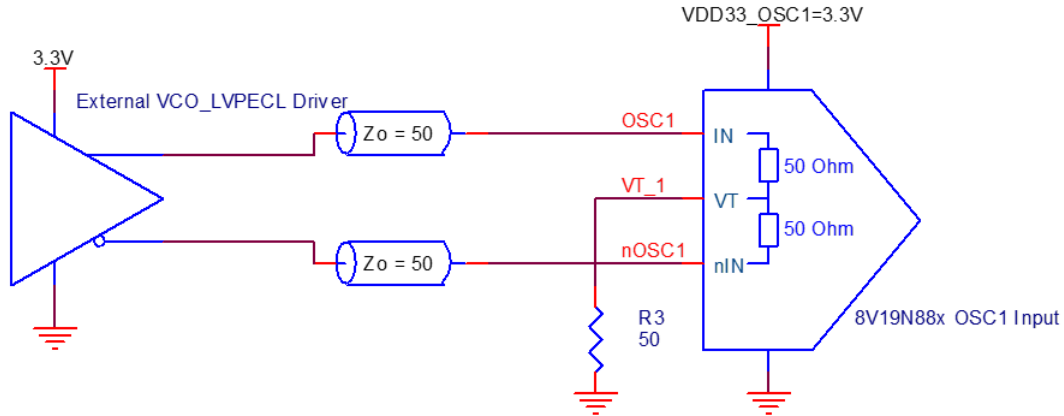 VDD33_OSC1=3.3V
3.3V
External VCO_LVPECL Driver
Zo = 50
OSC1
IN
50 Ohm
VT_1
VT
50 Ohm
Zo = 50
nOSC1
nIN
R3
50
8V19N88x OSC1 Input